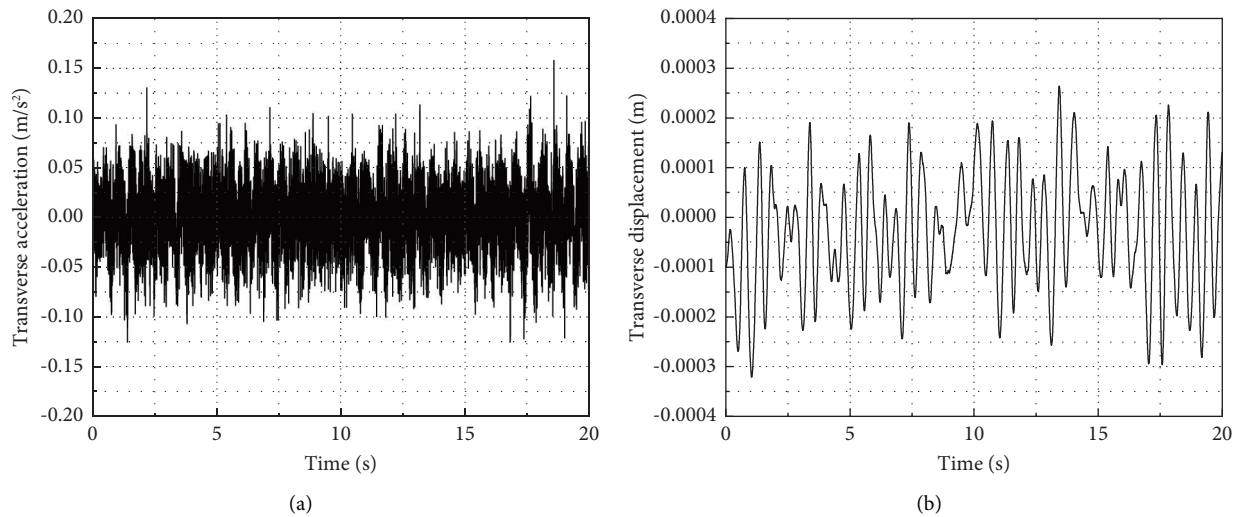 Transverse acceleration (m/s²)
0.20
0.15
0.10
0.05
0.00
-0.05
-0.10
-0.15
-0.20
0 5 10 15 20
Time (s)
(a)
Transverse displacement (m)
0.0004
0.0003
0.0002
0.0001
0.0000
-0.0001
-0.0002
-0.0003
-0.0004
0 5 10 15 20
Time (s)
(b)